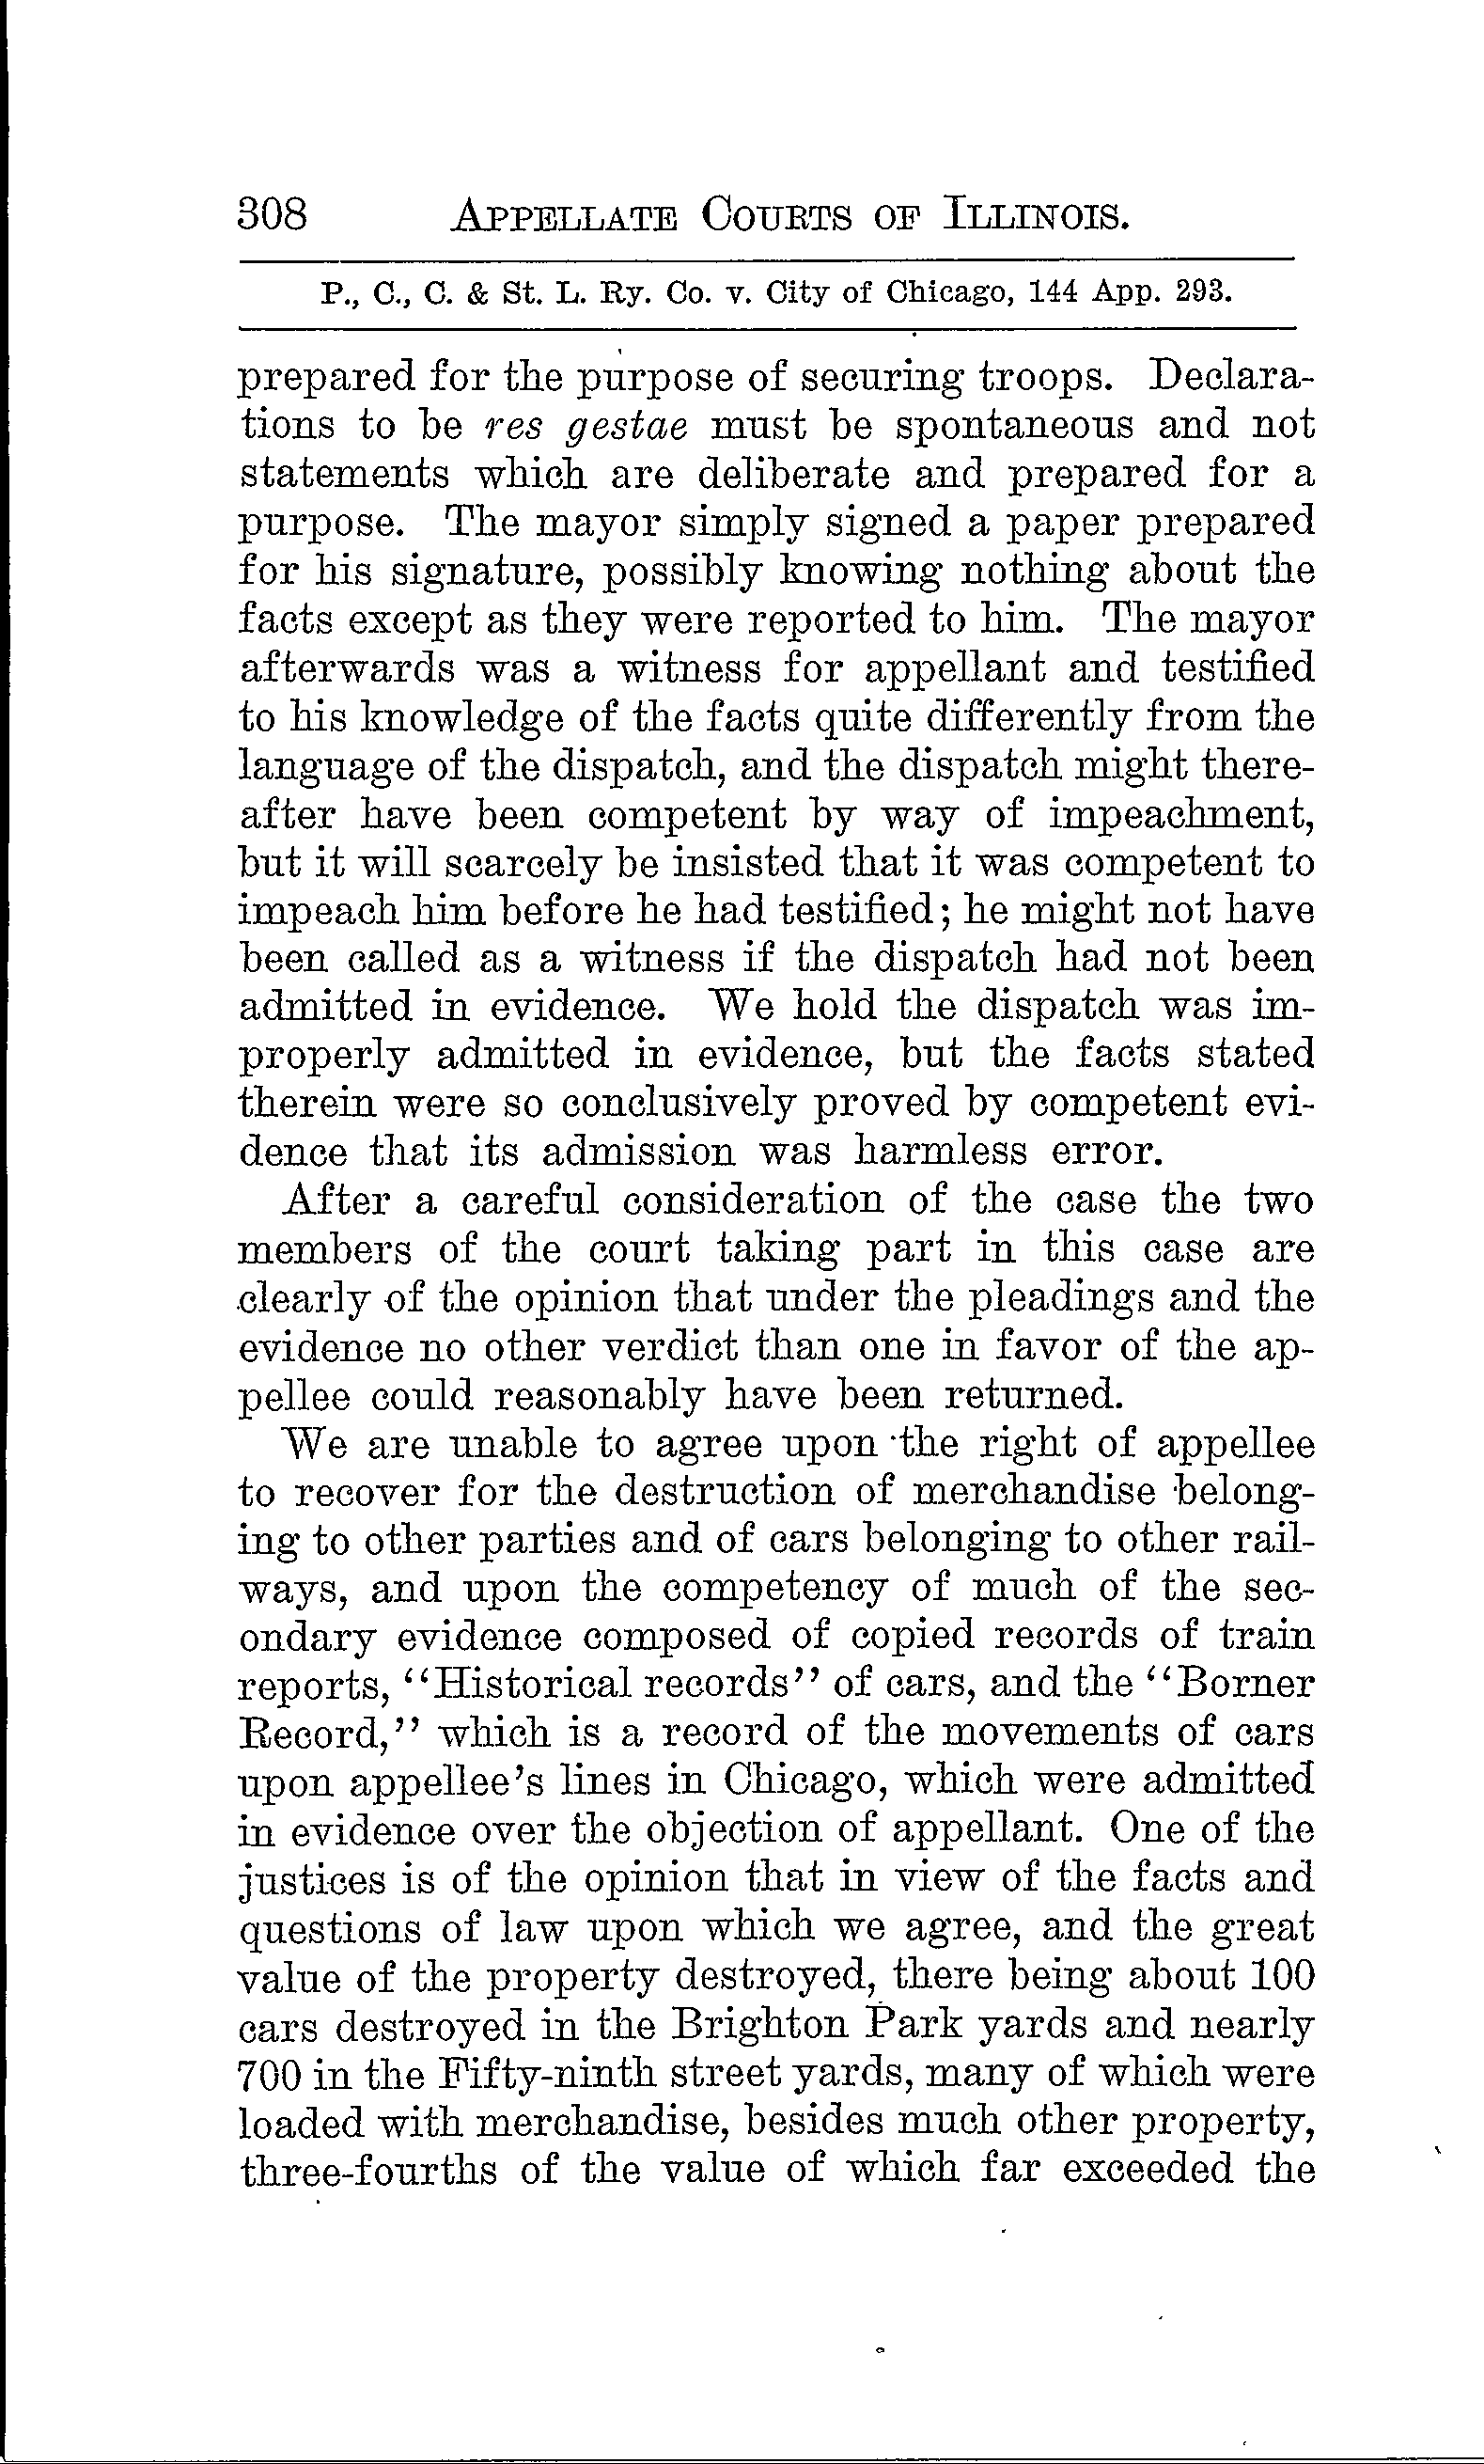 308 APPELLATE COURTS OF ILLINOIS.
P., C., C. & St. L. Ry. Co. v. City of Chicago, 144 App. 293.
prepared for the purpose of securing troops. Declara-
tions to be res gestae must be spontaneous and not
statements which are deliberate and prepared for a
purpose. The mayor simply signed a paper prepared
for his signature, possibly knowing nothing about the
facts except as they were reported to him. The mayor
afterwards was a witness for appellant and testified
to his knowledge of the facts quite differently from the
language of the dispatch, and the dispatch might there-
after have been competent by way of impeachment,
but it will scarcely be insisted that it was competent to
impeach him before he had testified; he might not have
been called as a witness if the dispatch had not been
admitted in evidence. We hold the dispatch was im-
properly admitted in evidence, but the facts stated
therein were so conclusively proved by competent evi-
dence that its admission was harmless error.
After a careful consideration of the case the two
members of the court taking part in this case are
clearly of the opinion that under the pleadings and the
evidence no other verdict than one in favor of the ap-
pellee could reasonably have been returned.
We are unable to agree upon the right of appellee
to recover for the destruction of merchandise belong-
ing to other parties and of cars belonging to other rail-
ways, and upon the competency of much of the sec-
ondary evidence composed of copied records of train
reports, "Historical records" of cars, and the "Borner
Record," which is a record of the movements of cars
upon appellee's lines in Chicago, which were admitted
in evidence over the objection of appellant. One of the
justices is of the opinion that in view of the facts and
questions of law upon which we agree, and the great
value of the property destroyed, there being about 100
cars destroyed in the Brighton Park yards and nearly
700 in the Fifty-ninth street yards, many of which were
loaded with merchandise, besides much other property,
three-fourths of the value of which far exceeded the